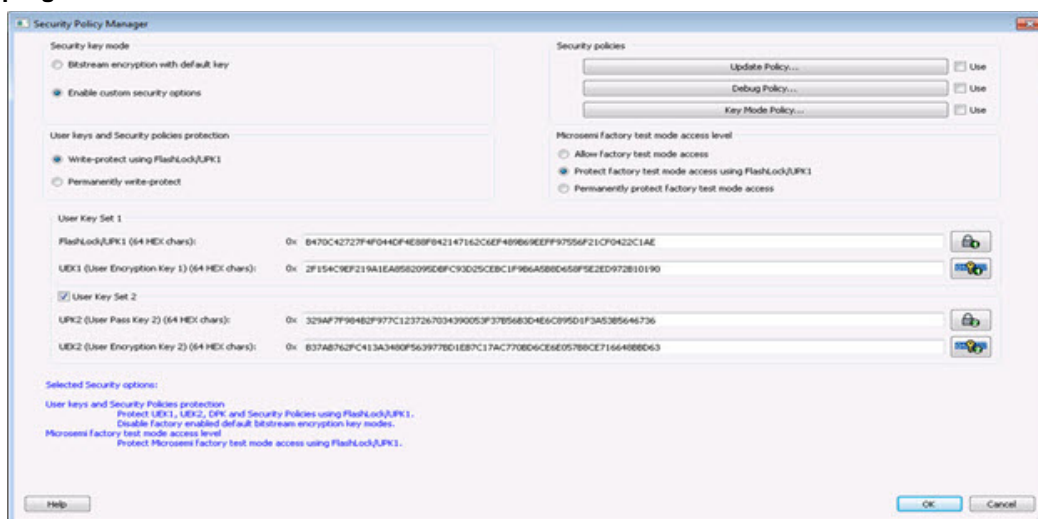 Security Policy Manager
Security key mode
Bitstream encryption with default key
Enable custom security options
Security policies
Update Policy...
Use
Debug Policy...
Use
Key Mode Policy...
Use
User keys and Security policies protection
Write-protect using FlashLock/UPK1
Permanently write-protect
Microsemi factory test mode access level
Allow factory test mode access
Protect factory test mode access using FlashLock/UPK1
Permanently protect factory test mode access
User Key Set 1
FlashLock/UPK1 (64 HEX chars): 0x
UEK1 (User Encryption Key 1) (64 HEX chars): 0x
User Key Set 2
UPK2 (User Pass Key 2) (64 HEX chars): 0x
UEK2 (User Encryption Key 2) (64 HEX chars): 0x
Selected Security options:
User keys and Security Policies protection
Protect UEK1, UEK2, DPK and Security Policies using FlashLock/UPK1.
Disable factory enabled default bitstream encryption key modes.
Microsemi factory test mode access level
Protect Microsemi factory test mode access using FlashLock/UPK1.
Help
OK
Cancel